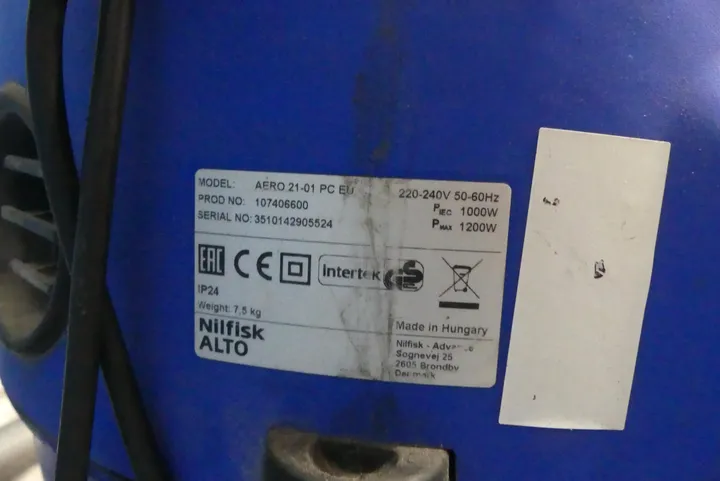 MODEL: AERO 21-01 PC EU 220-240V 50-60Hz
PROD NO: 107406600 PIEC 1000W
SERIAL NO: 3510142905524 PMAX 1200W
EAC CE Intertek GS
IP24
Weight: 7,5 kg
Nilfisk
ALTO
Made in Hungary
Nilfisk -
Sognevej 25
2605 Brondby
Denmark